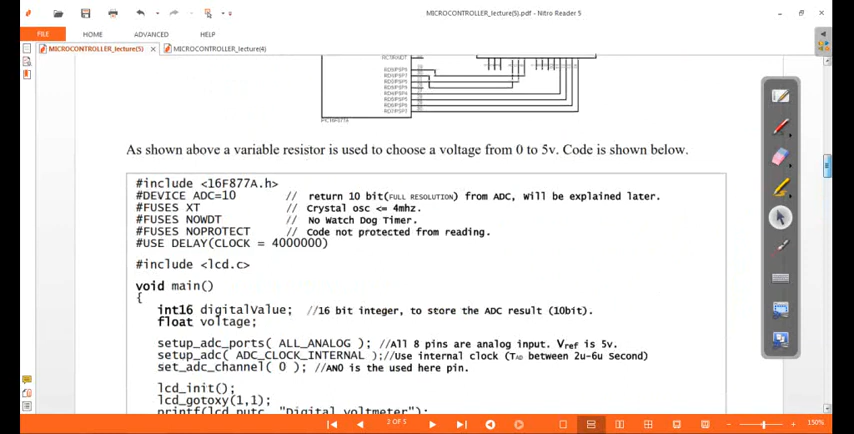 MICROCONTROLLER_lecture(5).pdf - Nitro Reader 5
FILE HOME ADVANCED HELP
MICROCONTROLLER_lecture(5) MICROCONTROLLER_lecture(4)
As shown above a variable resistor is used to choose a voltage from 0 to 5v. Code is shown below.
#include <16F877A.h>
#DEVICE ADC=10 // return 10 bit(FULL RESOLUTION) from ADC, Will be explained later.
#FUSES XT // Crystal osc <= 4mhz.
#FUSES NOWDT // No Watch Dog Timer.
#FUSES NOPROTECT // Code not protected from reading.
#USE DELAY(CLOCK = 4000000)
#include <lcd.c>
void main()
{
int16 digitalValue; //16 bit integer, to store the ADC result (10bit).
float voltage;
setup_adc_ports( ALL_ANALOG ); //All 8 pins are analog input. Vref is 5v.
setup_adc( ADC_CLOCK_INTERNAL );//Use internal clock (TAD between 2u-6u Second)
set_adc_channel( 0 ); //AN0 is the used here pin.
lcd_init();
lcd_gotoxy(1,1);
printf(lcd_putc, "Digital voltmeter");
2 OF 5
150%